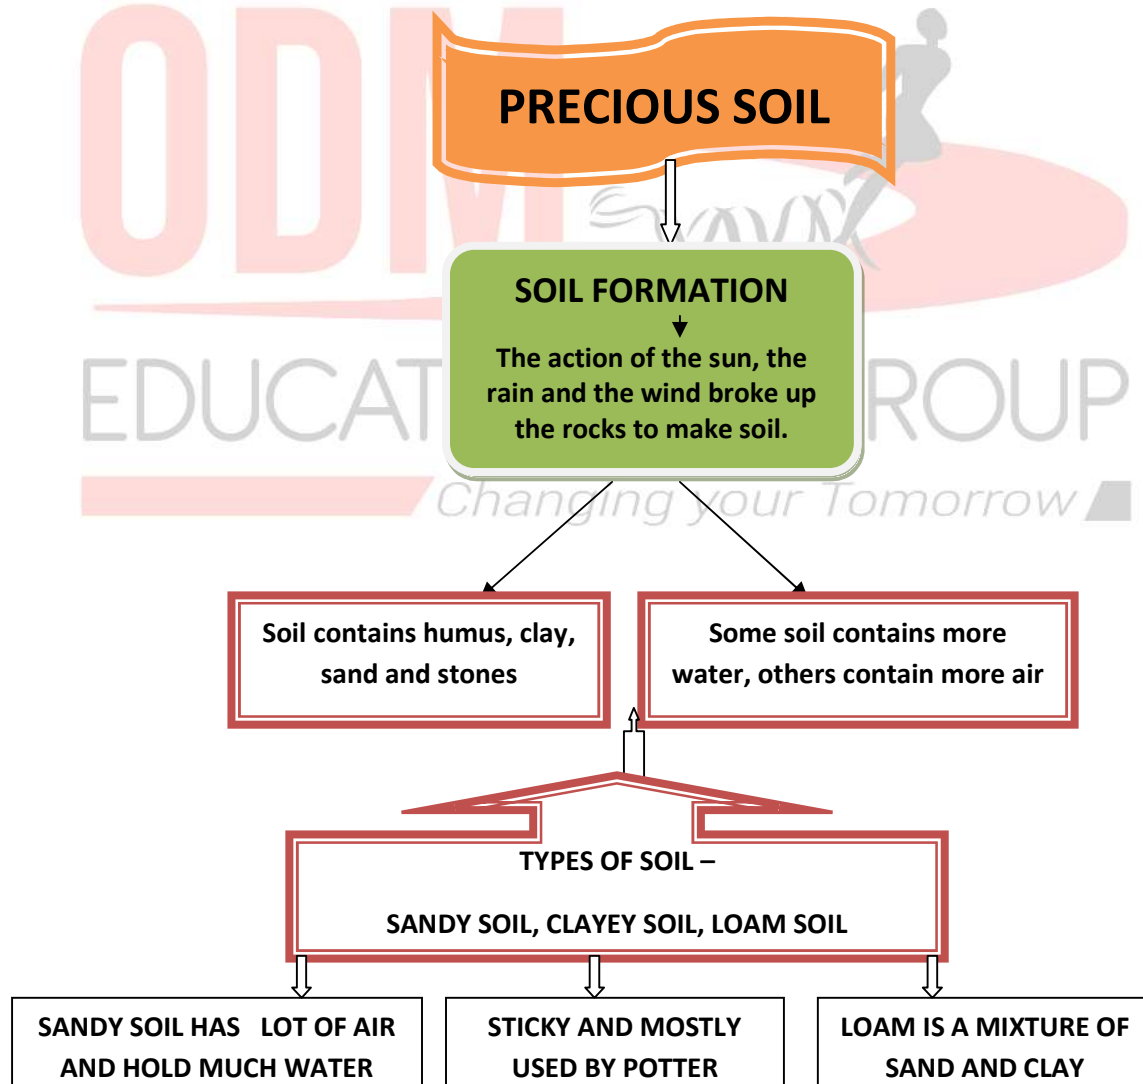 PRECIOUS SOIL
SOIL FORMATION
The action of the sun, the
rain and the wind broke up
the rocks to make soil.
Changing your Tomorrow
Soil contains humus, clay,
sand and stones
Some soil contains more
water, others contain more air
TYPES OF SOIL –
SANDY SOIL, CLAYEY SOIL, LOAM SOIL
SANDY SOIL HAS LOT OF AIR
AND HOLD MUCH WATER
STICKY AND MOSTLY
USED BY POTTER
LOAM IS A MIXTURE OF
SAND AND CLAY